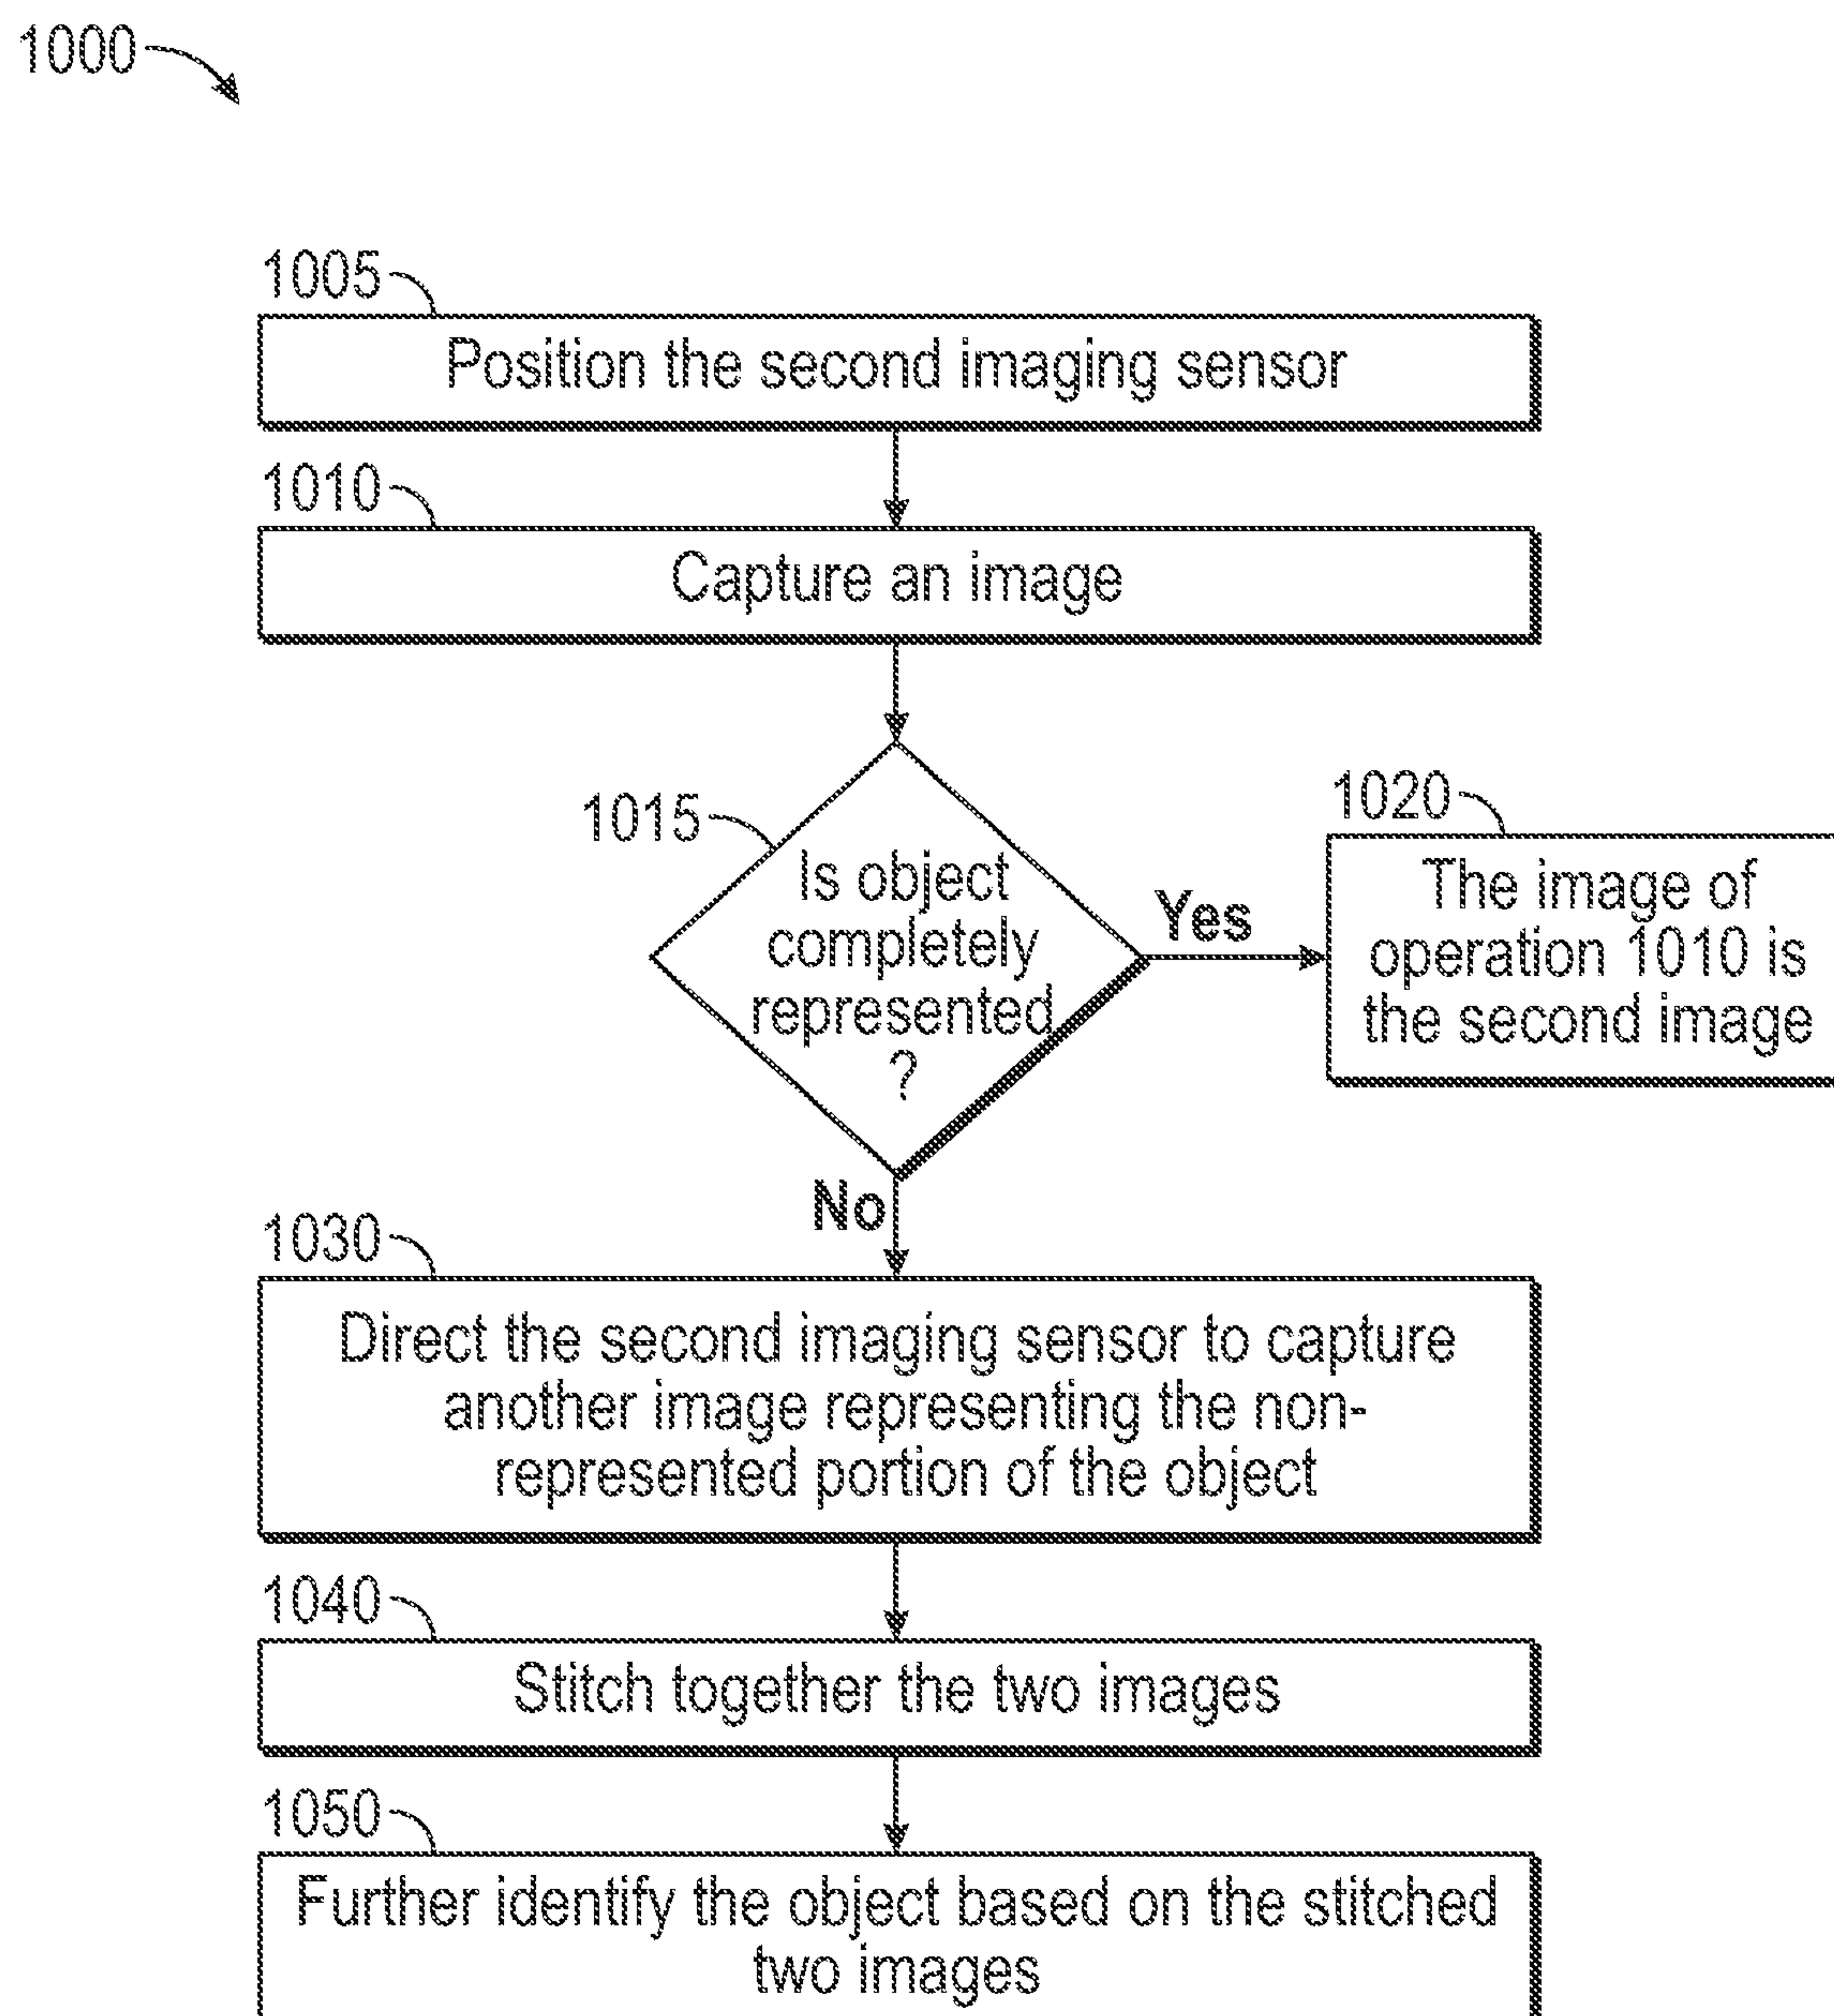 1000
1005
Position the second imaging sensor
1010
Capture an image
1015
Is object
completely
represented
?
Yes
1020
The image of
operation 1010 is
the second image
No
1030
Direct the second imaging sensor to capture
another image representing the non-
represented portion of the object
1040
Stitch together the two images
1050
Further identify the object based on the stitched
two images